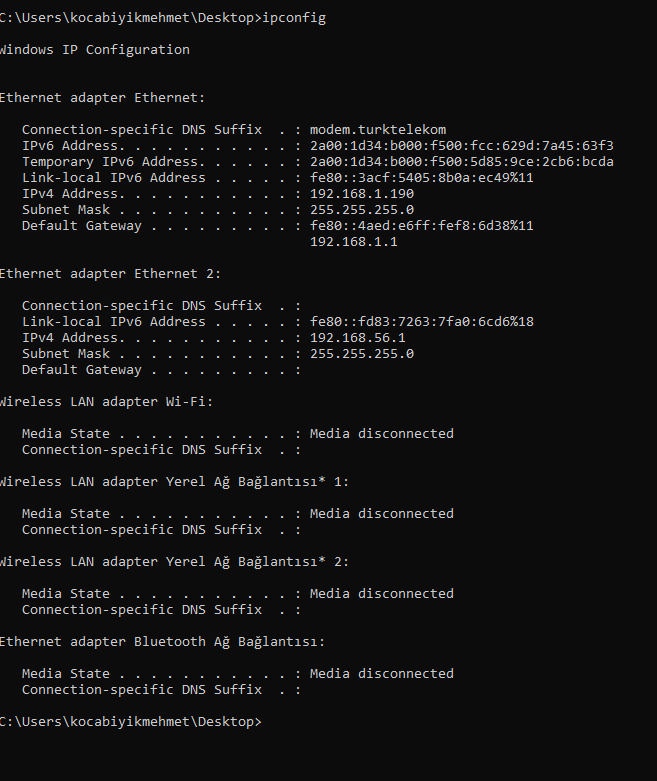 C:\Users\kocabiyikmehmet\Desktop>ipconfig
Windows IP Configuration
Ethernet adapter Ethernet:
Connection-specific DNS Suffix . : modem.turktelekom
IPv6 Address. . . . . . . . . . . : 2a00:1d34:b000:f500:fcc:629d:7a45:63f3
Temporary IPv6 Address. . . . . . : 2a00:1d34:b000:f500:5d85:9ce:2cb6:bcda
Link-local IPv6 Address . . . . . : fe80::3acf:5405:8b0a:ec49%11
IPv4 Address. . . . . . . . . . . : 192.168.1.190
Subnet Mask . . . . . . . . . . . : 255.255.255.0
Default Gateway . . . . . . . . . : fe80::4aed:e6ff:fef8:6d38%11
192.168.1.1
Ethernet adapter Ethernet 2:
Connection-specific DNS Suffix . :
Link-local IPv6 Address . . . . . : fe80::fd83:7263:7fa0:6cd6%18
IPv4 Address. . . . . . . . . . . : 192.168.56.1
Subnet Mask . . . . . . . . . . . : 255.255.255.0
Default Gateway . . . . . . . . . :
Wireless LAN adapter Wi-Fi:
Media State . . . . . . . . . . . : Media disconnected
Connection-specific DNS Suffix . :
Wireless LAN adapter Yerel Ağ Bağlantısı* 1:
Media State . . . . . . . . . . . : Media disconnected
Connection-specific DNS Suffix . :
Wireless LAN adapter Yerel Ağ Bağlantısı* 2:
Media State . . . . . . . . . . . : Media disconnected
Connection-specific DNS Suffix . :
Ethernet adapter Bluetooth Ağ Bağlantısı:
Media State . . . . . . . . . . . : Media disconnected
Connection-specific DNS Suffix . :
C:\Users\kocabiyikmehmet\Desktop>